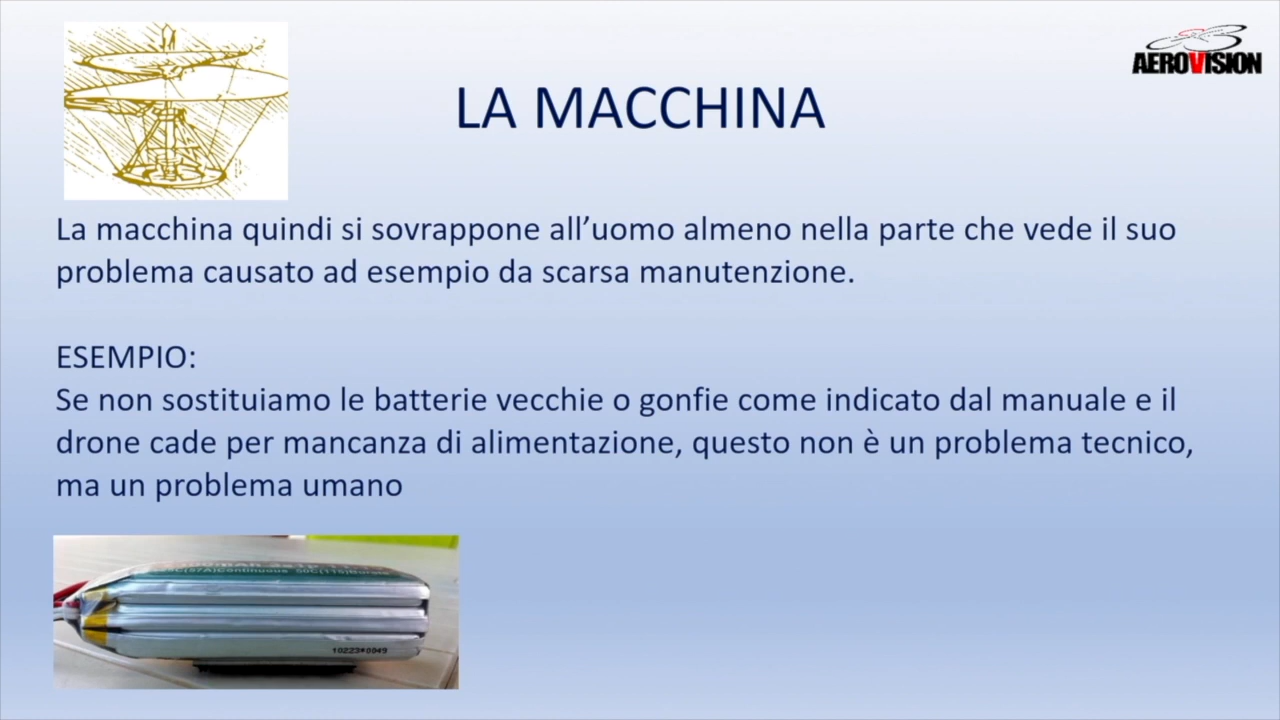 AEROVISION
LA MACCHINA
La macchina quindi si sovrappone all’uomo almeno nella parte che vede il suo
problema causato ad esempio da scarsa manutenzione.
ESEMPIO:
Se non sostituiamo le batterie vecchie o gonfie come indicato dal manuale e il
drone cade per mancanza di alimentazione, questo non è un problema tecnico,
ma un problema umano